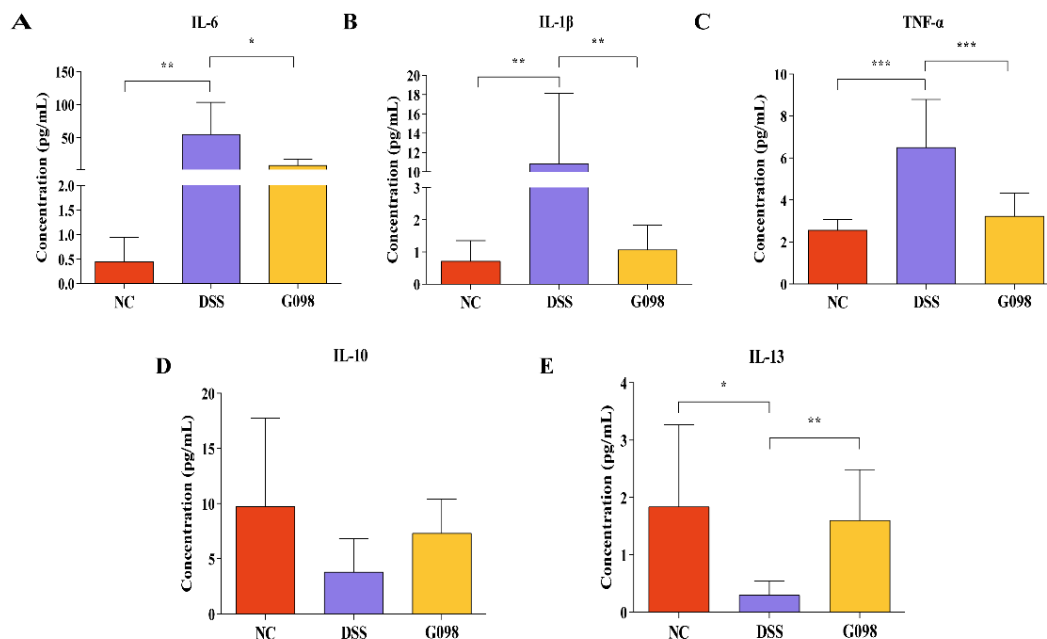 A
IL-6
**
*
Concentration (pg/mL)
150
100
50
2.0
1.5
1.0
0.5
0.0
NC DSS G098
B
IL-1β
**
**
Concentration (pg/mL)
20
18
16
14
12
10
3
2
1
0
NC DSS G098
C
TNF-α
***
***
Concentration (pg/mL)
10
8
6
4
2
0
NC DSS G098
D
IL-10
Concentration (pg/mL)
20
15
10
5
0
NC DSS G098
E
IL-13
*
**
Concentration (pg/mL)
4
3
2
1
0
NC DSS G098